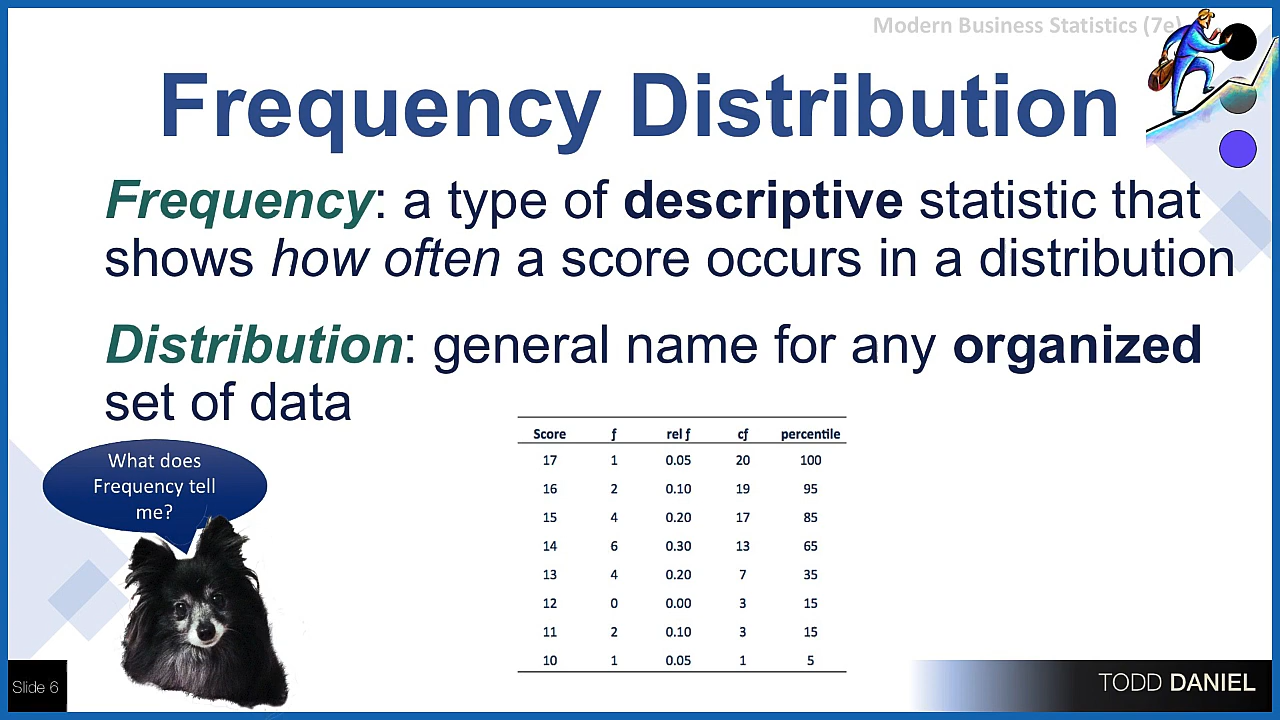 Modern Business Statistics (7e)
Frequency Distribution
Frequency: a type of descriptive statistic that
shows how often a score occurs in a distribution
Distribution: general name for any organized
set of data
What does
Frequency tell
me?
Score f rel f cf percentile
17 1 0.05 20 100
16 2 0.10 19 95
15 4 0.20 17 85
14 6 0.30 13 65
13 4 0.20 7 35
12 0 0.00 3 15
11 2 0.10 3 15
10 1 0.05 1 5
Slide 6
TODD DANIEL